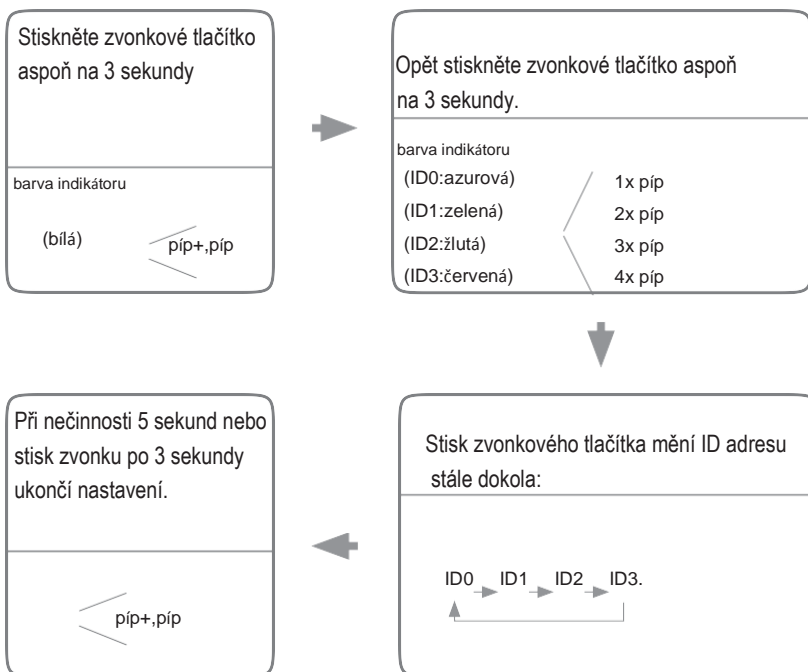 Stiskněte zvonkové tlačítko
aspoň na 3 sekundy
barva indikátoru
(bílá)
píp+,píp
Opět stiskněte zvonkové tlačítko aspoň
na 3 sekundy.
barva indikátoru
(ID0:azurová)
1x píp
(ID1:zelená)
2x píp
(ID2:žlutá)
3x píp
(ID3:červená)
4x píp
Stisk zvonkového tlačítka mění ID adresu
stále dokola:
ID0 ID1 ID2 ID3.
Při nečinnosti 5 sekund nebo
stisk zvonku po 3 sekundy
ukončí nastavení.
píp+,píp